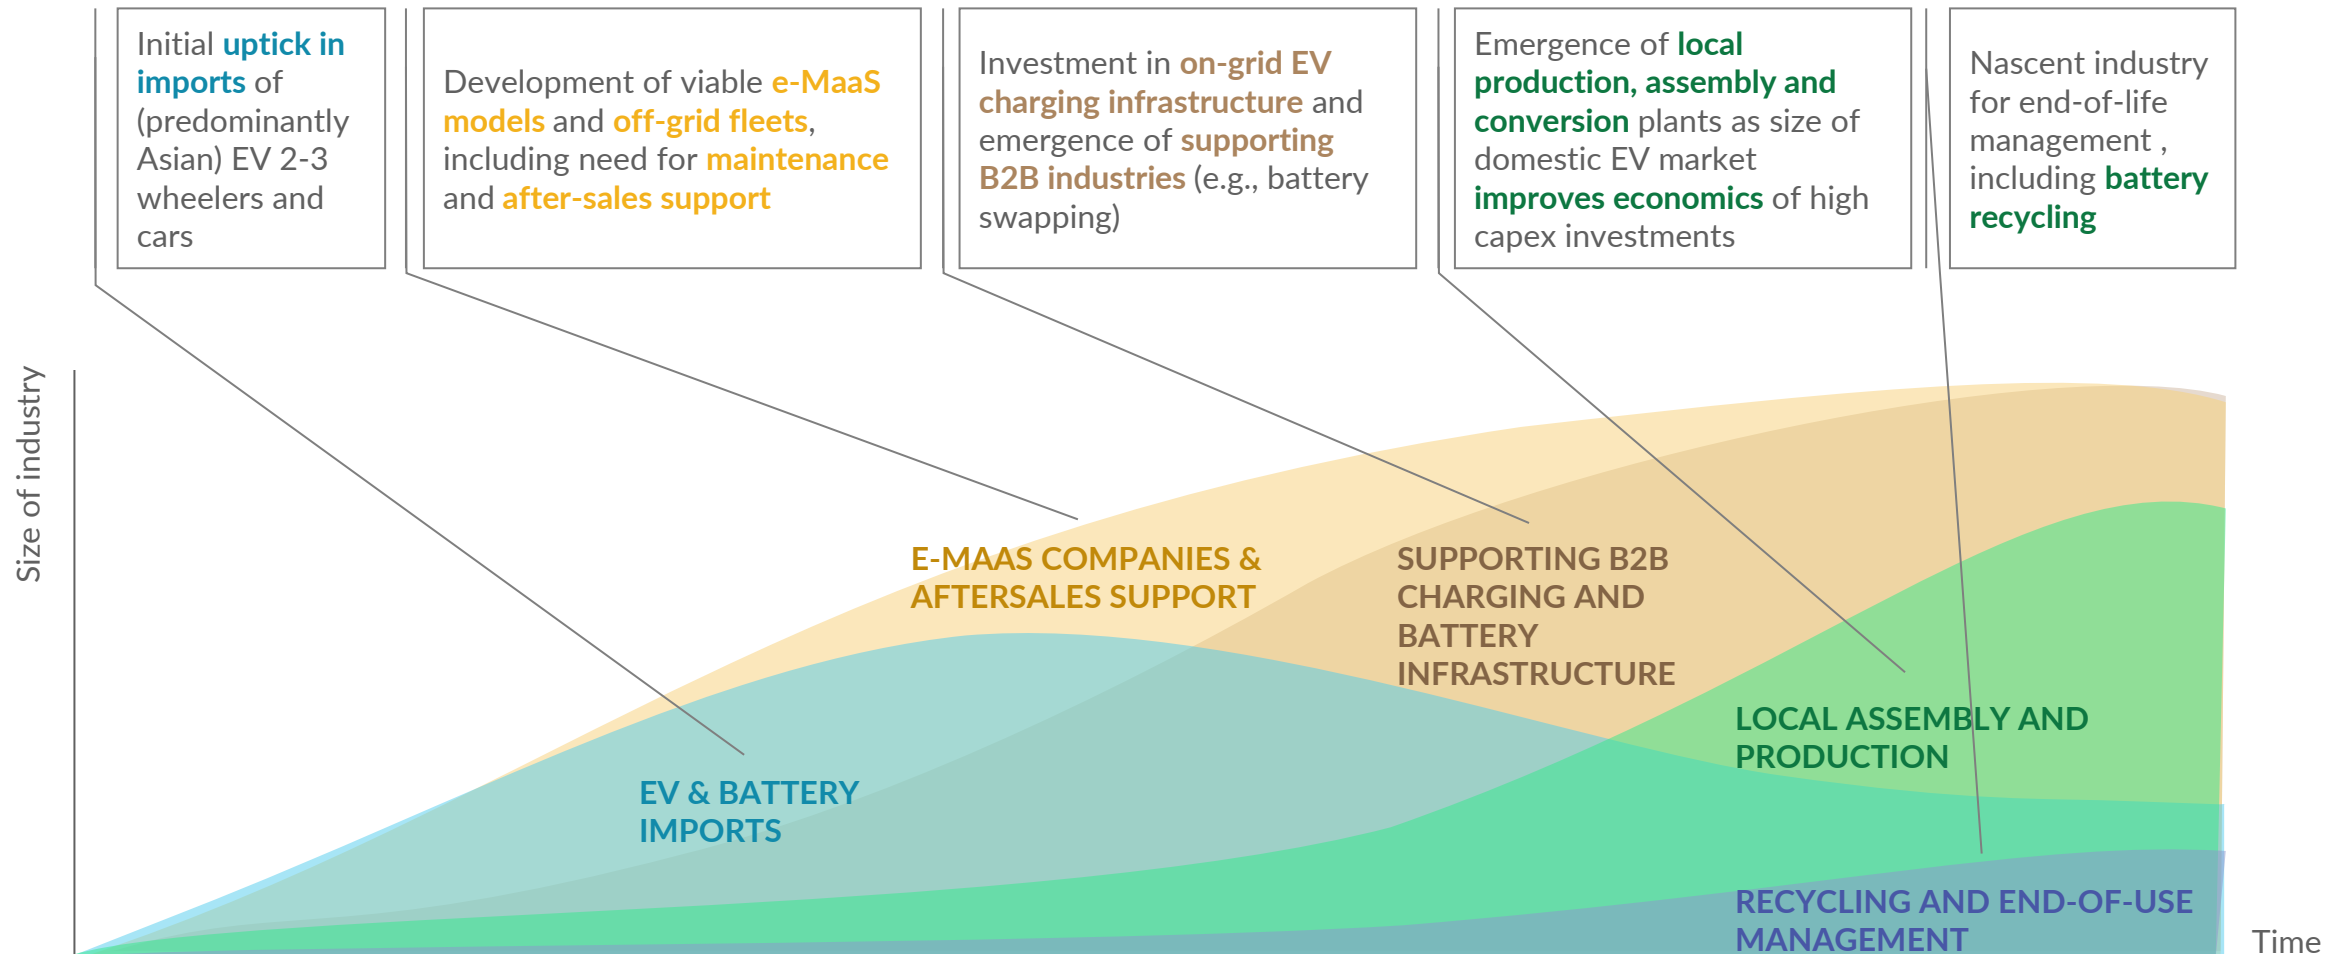 Initial uptick in
imports of
(predominantly
Asian) EV 2-3
wheelers and
cars
Development of viable e-MaaS
models and off-grid fleets,
including need for maintenance
and after-sales support
Investment in on-grid EV
charging infrastructure and
emergence of supporting
B2B industries (e.g., battery
swapping)
Emergence of local
production, assembly and
conversion plants as size of
domestic EV market
improves economics of high
capex investments
Nascent industry
for end-of-life
management ,
including battery
recycling
Size of industry
E-MAAS COMPANIES &
AFTERSALES SUPPORT
SUPPORTING B2B
CHARGING AND
BATTERY
INFRASTRUCTURE
LOCAL ASSEMBLY AND
PRODUCTION
EV & BATTERY
IMPORTS
RECYCLING AND END-OF-USE
MANAGEMENT
Time